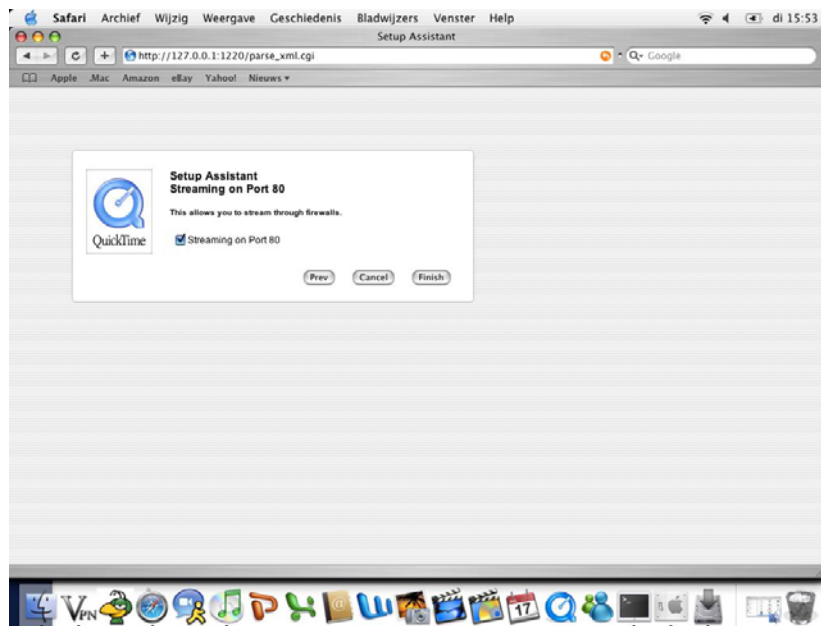 Safari Archief Wijzig Weergave Geschiedenis Bladwijzers Venster Help di 15:53
Setup Assistant
http://127.0.0.1:1220/parse_xml.cgi Google
Apple .Mac Amazon eBay Yahoo! Nieuws
Setup Assistant
Streaming on Port 80
This allows you to stream through firewalls.
QuickTime
Streaming on Port 80
Prev Cancel Finish
VPN 17